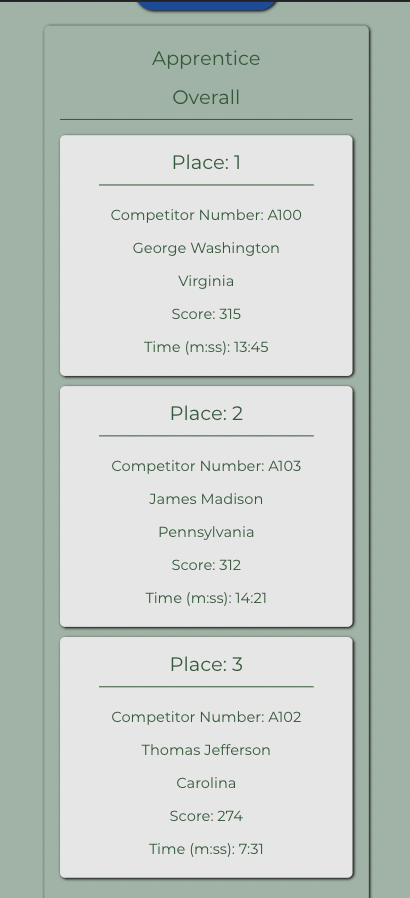 Apprentice
Overall
Place: 1
Competitor Number: A100
George Washington
Virginia
Score: 315
Time (m:ss): 13:45
Place: 2
Competitor Number: A103
James Madison
Pennsylvania
Score: 312
Time (m:ss): 14:21
Place: 3
Competitor Number: A102
Thomas Jefferson
Carolina
Score: 274
Time (m:ss): 7:31